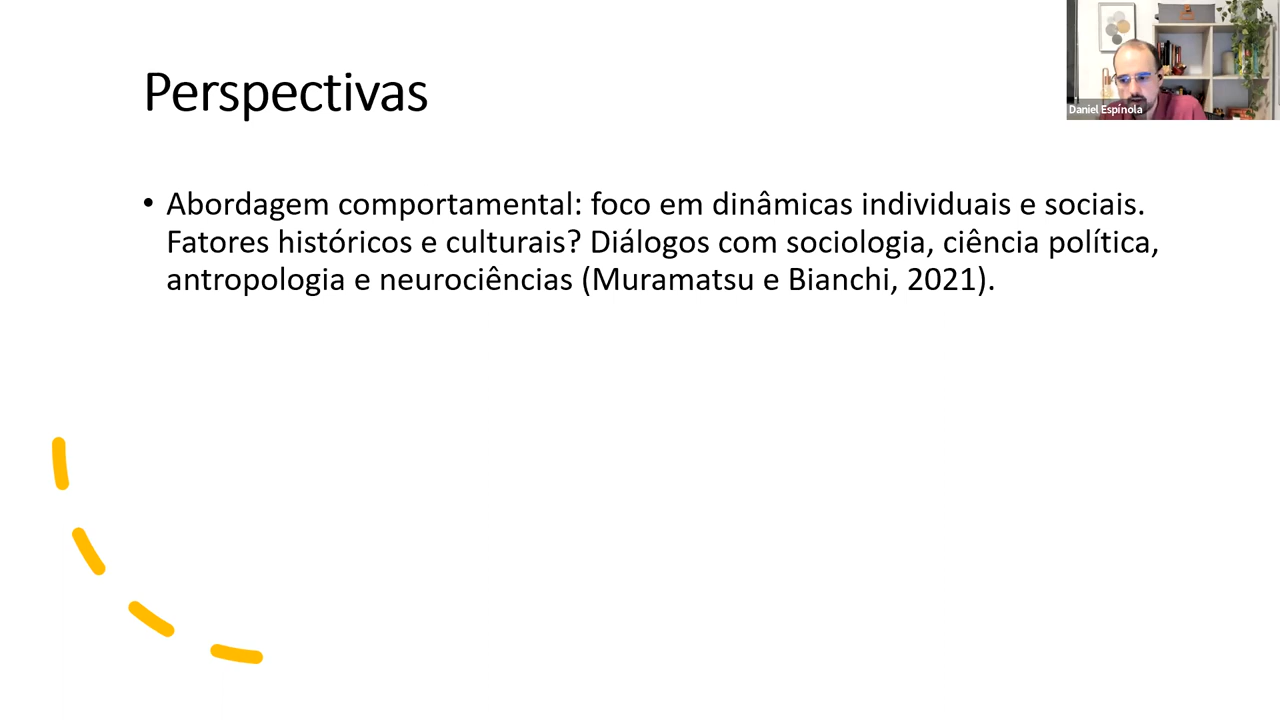 Perspectivas
Daniel Espínola
• Abordagem comportamental: foco em dinâmicas individuais e sociais.
Fatores históricos e culturais? Diálogos com sociologia, ciência política,
antropologia e neurociências (Muramatsu e Bianchi, 2021).